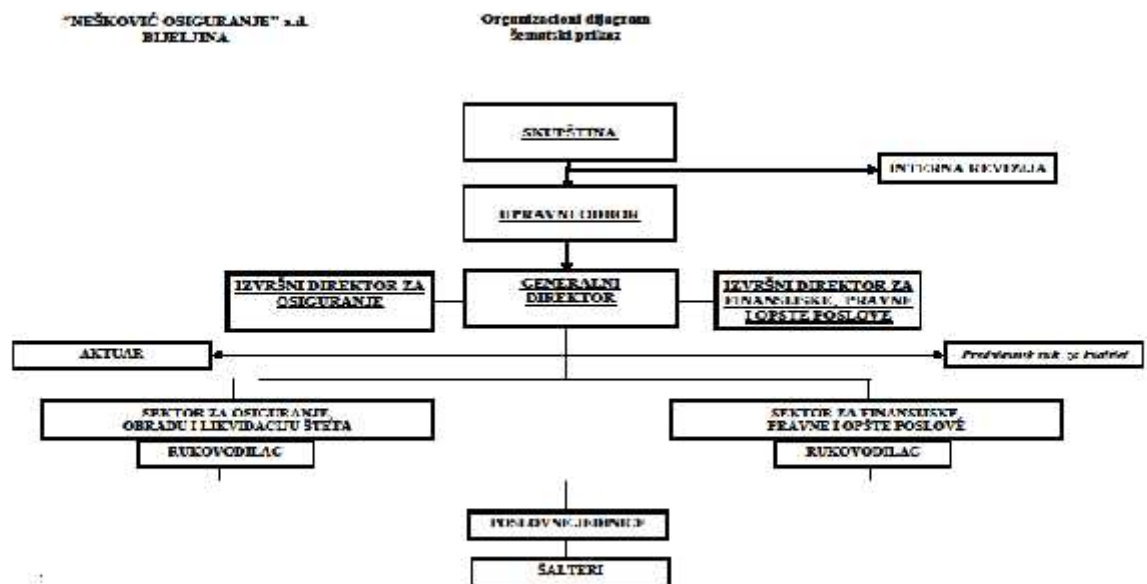 "NEŠKOVIĆ OSIGURANJE" a.d.
BIJELJINA
Organizacioni dijagram
šematski prikaz
SKUPŠTINA
INTERNA REVIZIJA
UPRAVNI ODBOR
IZVRŠNI DIREKTOR ZA
OSIGURANJE
GENERALNI
DIREKTOR
IZVRŠNI DIREKTOR ZA
FINANSIJSKE, PRAVNE
I OPŠTE POSLOVE
AKTUAR
za kvalitet
SEKTOR ZA OSIGURANJE,
OBRADU I LIKVIDACIJU ŠTETA
RUKOVODILAC
SEKTOR ZA FINANSIJSKE,
PRAVNE I OPŠTE POSLOVE
RUKOVODILAC
POSLOVNE JEDINICE
ŠALTERI